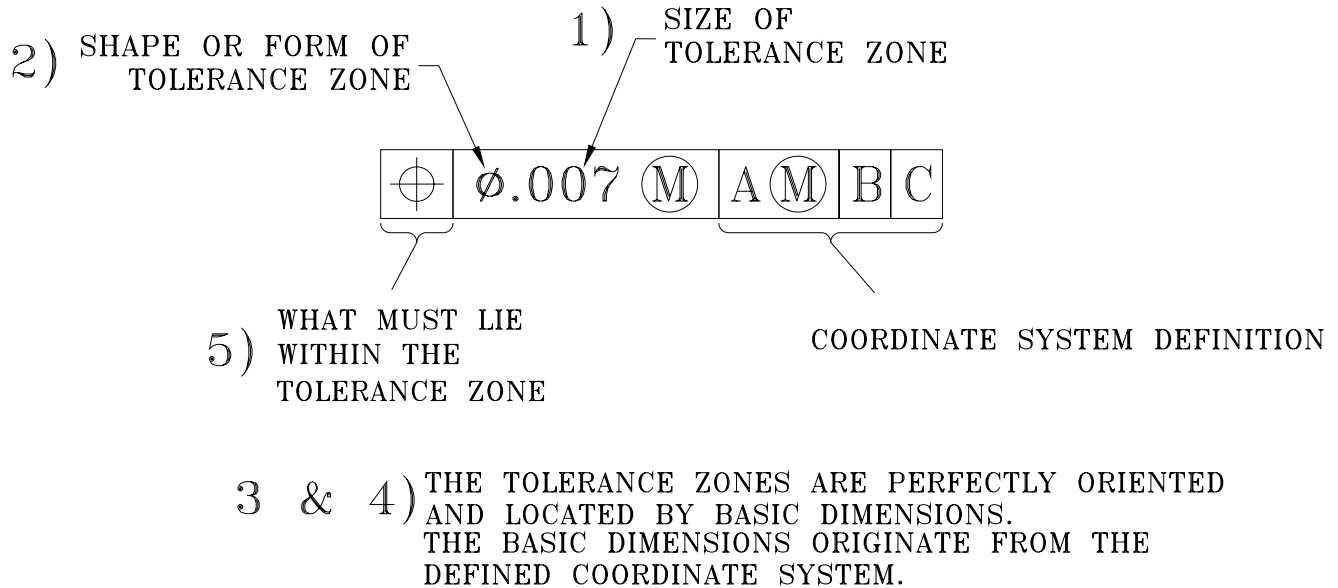 1) SIZE OF
TOLERANCE ZONE
2) SHAPE OR FORM OF
TOLERANCE ZONE
⌀.007 Ⓜ A Ⓜ B C
5) WHAT MUST LIE
WITHIN THE
TOLERANCE ZONE
COORDINATE SYSTEM DEFINITION
3 & 4) THE TOLERANCE ZONES ARE PERFECTLY ORIENTED
AND LOCATED BY BASIC DIMENSIONS.
THE BASIC DIMENSIONS ORIGINATE FROM THE
DEFINED COORDINATE SYSTEM.